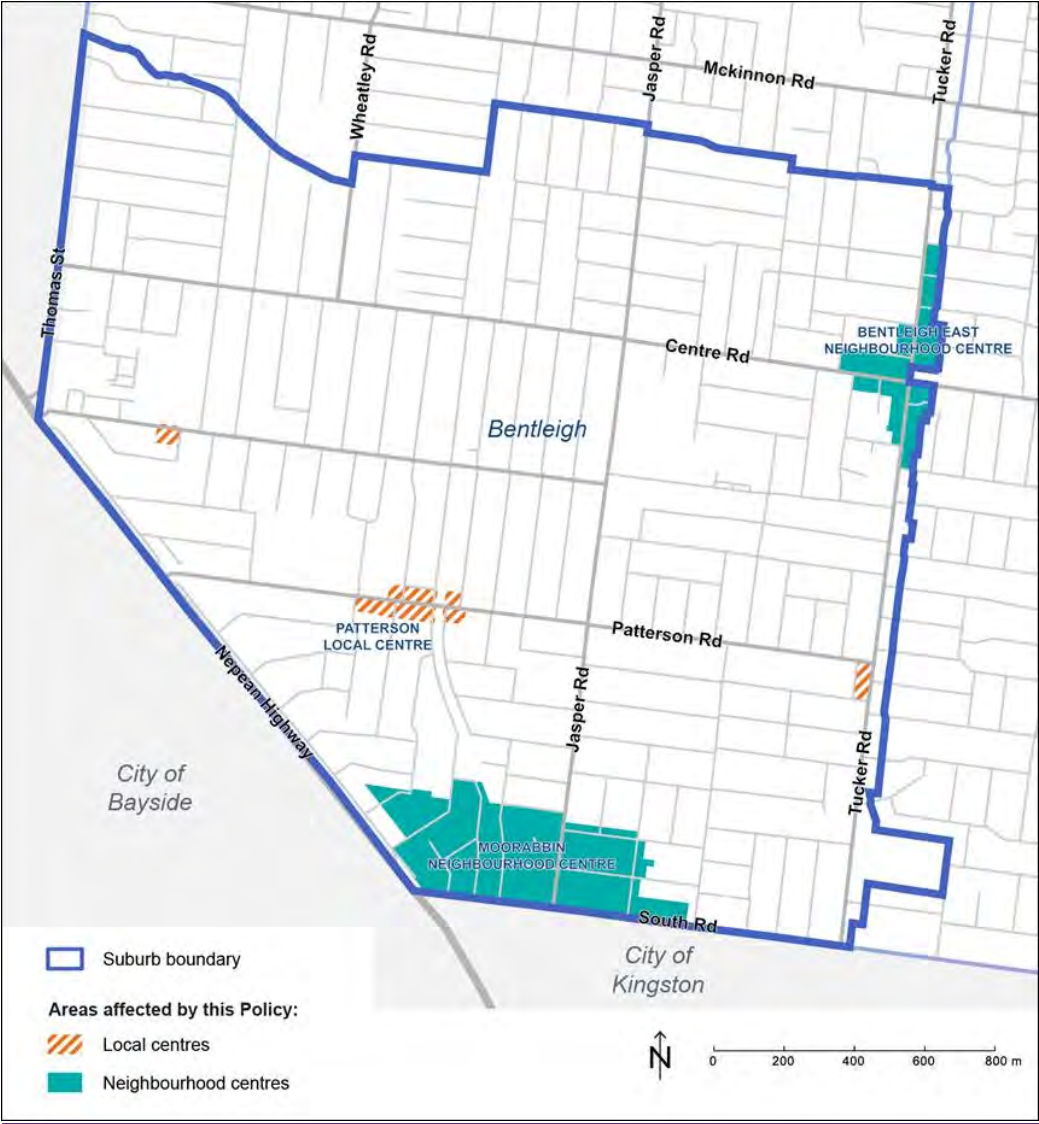 Wheatley Rd
Jasper Rd
Mckinnon Rd
Tucker Rd
Thomas St
Centre Rd
BENTLEIGH EAST
NEIGHBOURHOOD CENTRE
Bentleigh
PATTERSON
LOCAL CENTRE
Patterson Rd
Nepean Highway
Jasper Rd
Tucker Rd
City of
Bayside
MOORABBIN
NEIGHBOURHOOD CENTRE
South Rd
City of
Kingston
Suburb boundary
Areas affected by this Policy:
Local centres
Neighbourhood centres
N
0 200 400 600 800 m